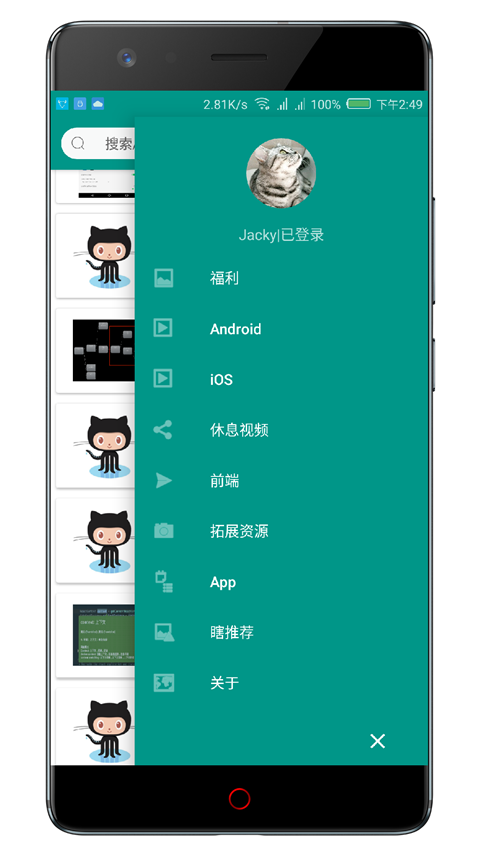 2.81K/s 100% 下午2:49
搜索
Jacky|已登录
福利
Android
iOS
休息视频
前端
拓展资源
App
瞎推荐
关于